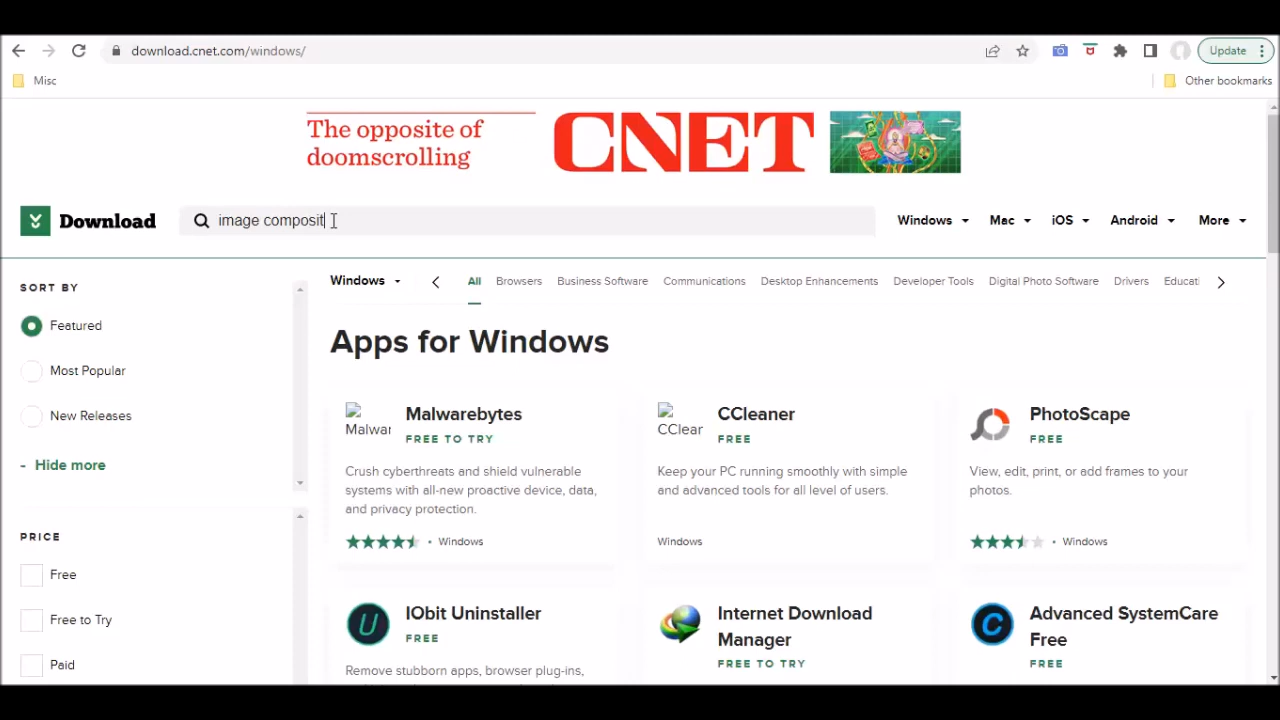 download.cnet.com/windows/
Update
Misc
Other bookmarks
The opposite of
doomscrolling
CNET
Download
image composit
Windows
Mac
iOS
Android
More
SORT BY
Featured
Most Popular
New Releases
- Hide more
PRICE
Free
Free to Try
Paid
Windows
All
Browsers
Business Software
Communications
Desktop Enhancements
Developer Tools
Digital Photo Software
Drivers
Educati
Apps for Windows
Malwar
Malwarebytes
FREE TO TRY
Crush cyberthreats and shield vulnerable
systems with all-new proactive device, data,
and privacy protection.
• Windows
CClear
CCleaner
FREE
Keep your PC running smoothly with simple
and advanced tools for all level of users.
Windows
PhotoScape
FREE
View, edit, print, or add frames to your
photos.
• Windows
IObit Uninstaller
FREE
Remove stubborn apps, browser plug-ins,
Internet Download
Manager
FREE TO TRY
Advanced SystemCare
Free
FREE